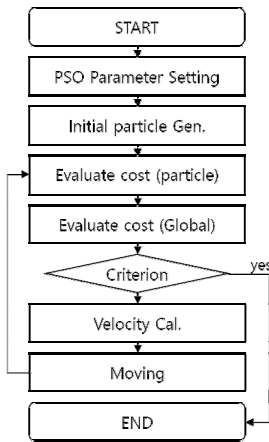 START
PSO Parameter Setting
Initial particle Gen.
Evaluate cost (particle)
Evaluate cost (Global)
Criterion
yes
Velocity Cal.
Moving
END